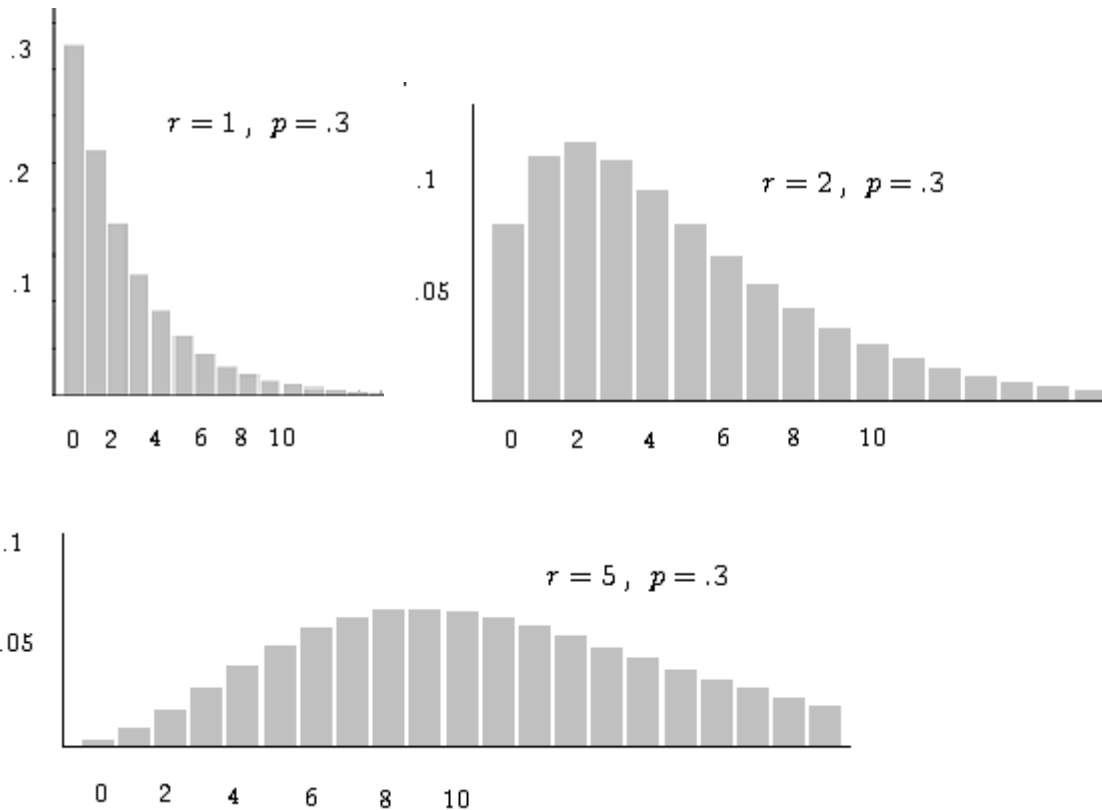 .3
r = 1 , p = .3
.2
.1
0 2 4 6 8 10
.1
r = 2 , p = .3
.05
0 2 4 6 8 10
.1
r = 5 , p = .3
.05
0 2 4 6 8 10